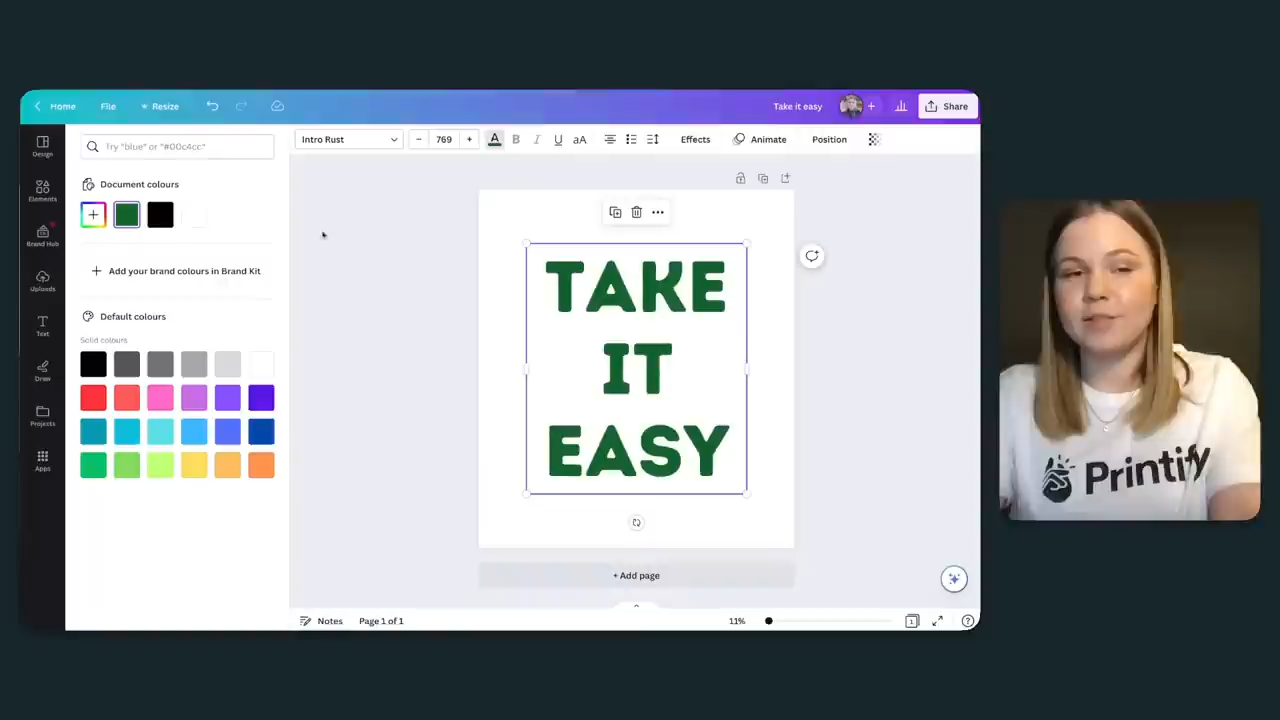 Home File Resize Take it easy Share
Intro Rust 769 A B I U aA Effects Animate Position
Try "blue" or "#00c4cc"
Document colours
Add your brand colours in Brand Kit
Default colours
Solid colours
Design
Elements
Brand Hub
Uploads
Text
Draw
Projects
Apps
TAKE
IT
EASY
+ Add page
Notes Page 1 of 1 11% 1 ?
Printify